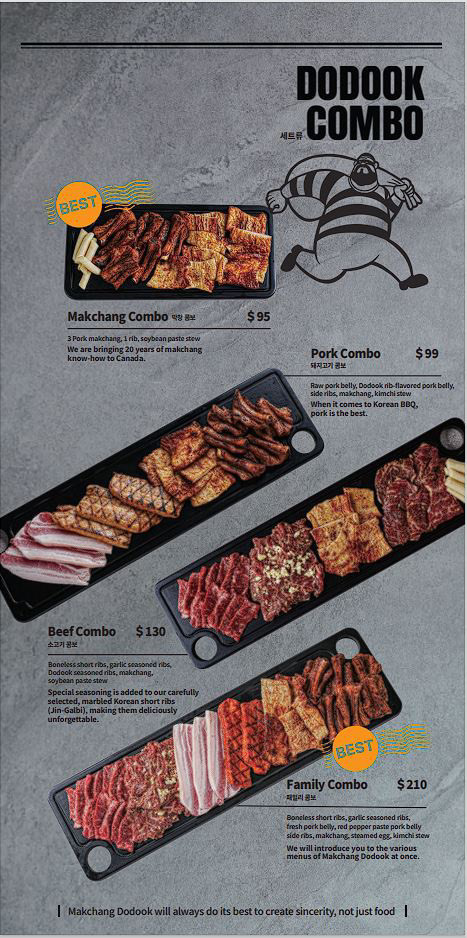 DODOOK
세트류 COMBO
BEST
Makchang Combo 막창 콤보 $ 95
3 Pork makchang, 1 rib, soybean paste stew
We are bringing 20 years of makchang
know-how to Canada.
Pork Combo $ 99
돼지고기 콤보
Raw pork belly, Dodook rib-flavored pork belly,
side ribs, makchang, kimchi stew
When it comes to Korean BBQ,
pork is the best.
Beef Combo $ 130
소고기 콤보
Boneless short ribs, garlic seasoned ribs,
Dodook seasoned ribs, makchang,
soybean paste stew
Special seasoning is added to our carefully
selected, marbled Korean short ribs
(Jin-Galbi), making them deliciously
unforgettable.
BEST
Family Combo $ 210
패밀리 콤보
Boneless short ribs, garlic seasoned ribs,
fresh pork belly, red pepper paste pork belly
side ribs, makchang, steamed egg, kimchi stew
We will introduce you to the various
menus of Makchang Dodook at once.
Makchang Dodook will always do its best to create sincerity, not just food